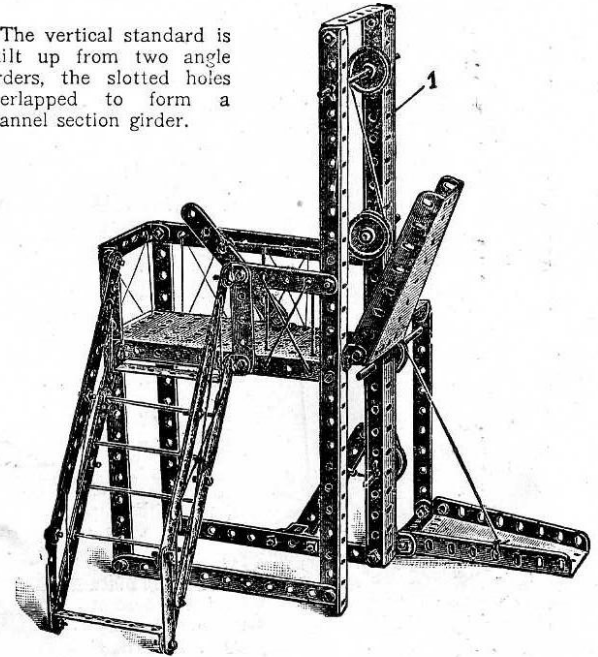 The vertical standard is
ilt up from two angle
rders, the slotted holes
erlapped to form a
annel section girder.
1